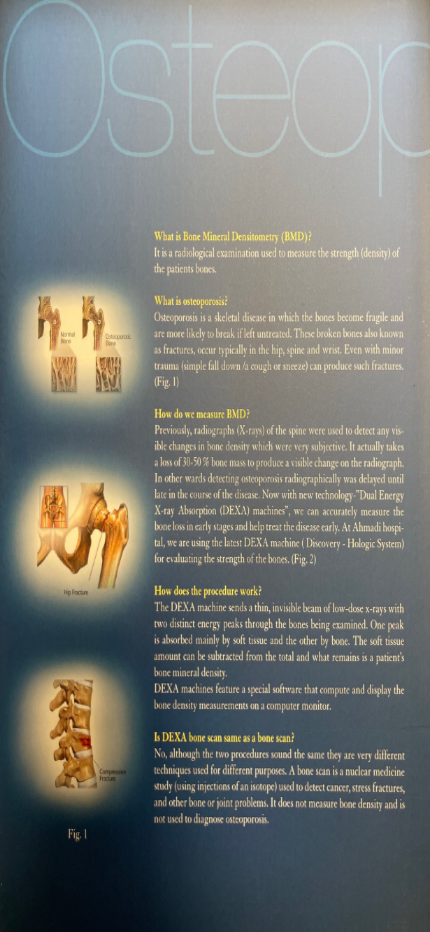 Osteop
What is Bone Mineral Densitometry (BMD)?
It is a radiological examination used to measure the strength (density) of
the patients bones.
What is osteoporosis?
Osteoporosis is a skeletal disease in which the bones become fragile and
are more likely to break if left untreated. These broken bones also known
as fractures, occur typically in the hip, spine and wrist. Even with minor
trauma (simple fall down /a cough or sneeze) can produce such fractures.
(Fig. 1)
Normal
Bone
Osteoporosis
Bone
How do we measure BMD?
Previously, radiographs (X-rays) of the spine were used to detect any vis-
ible changes in bone density which were very subjective. It actually takes
a loss of 30-50 % bone mass to produce a visible change on the radiograph.
In other wards detecting osteoporosis radiographically was delayed until
late in the course of the disease. Now with new technology-"Dual Energy
X-ray Absorption (DEXA) machines", we can accurately measure the
bone loss in early stages and help treat the disease early. At Ahmadi hospi-
tal, we are using the latest DEXA machine ( Discovery - Hologic System)
for evaluating the strength of the bones. (Fig. 2)
Hip Fracture
How does the procedure work?
The DEXA machine sends a thin, invisible beam of low-dose x-rays with
two distinct energy peaks through the bones being examined. One peak
is absorbed mainly by soft tissue and the other by bone. The soft tissue
amount can be subtracted from the total and what remains is a patient's
bone mineral density.
DEXA machines feature a special software that compute and display the
bone density measurements on a computer monitor.
Is DEXA bone scan same as a bone scan?
No, although the two procedures sound the same they are very different
techniques used for different purposes. A bone scan is a nuclear medicine
study (using injections of an isotope) used to detect cancer, stress fractures,
and other bone or joint problems. It does not measure bone density and is
not used to diagnose osteoporosis.
Compression
Fracture
Fig. 1